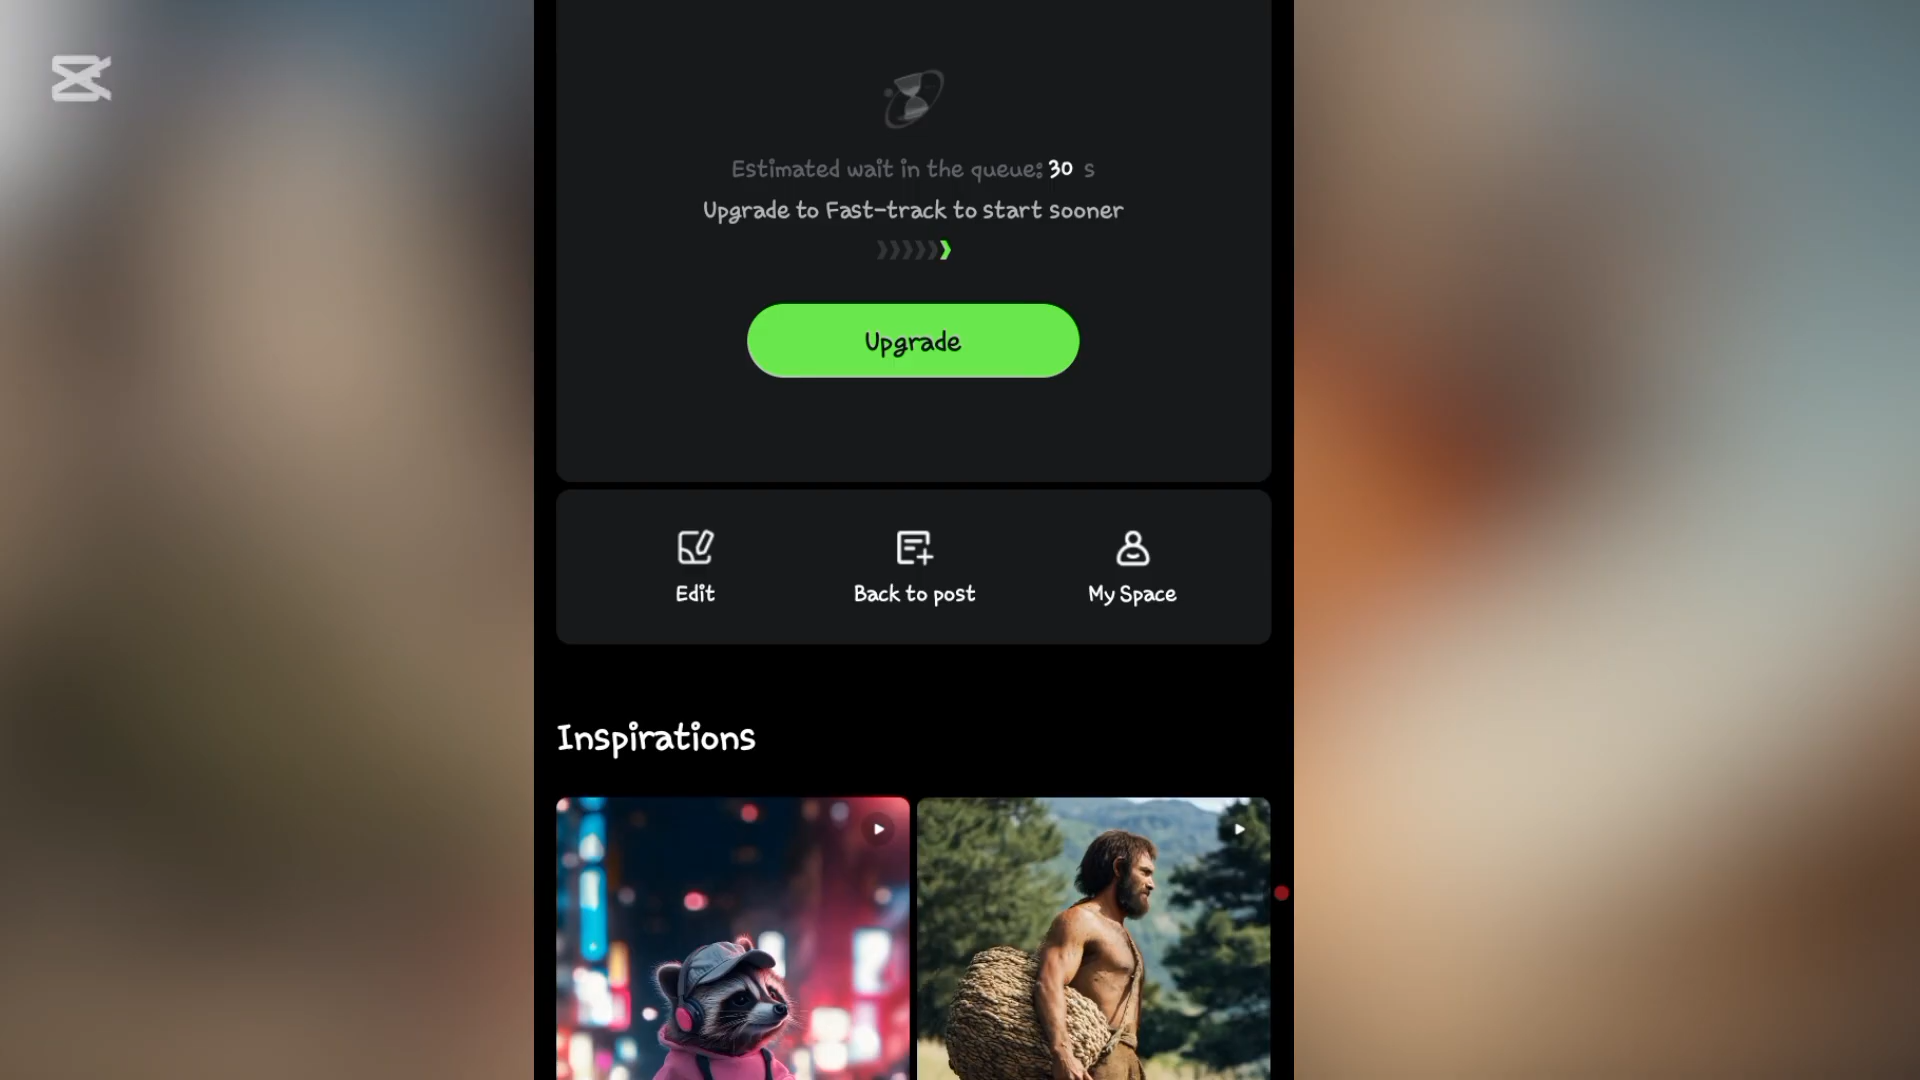 Estimated wait in the queue: 30 s
Upgrade to Fast-track to start sooner
Upgrade
Edit
Back to post
My Space
Inspirations